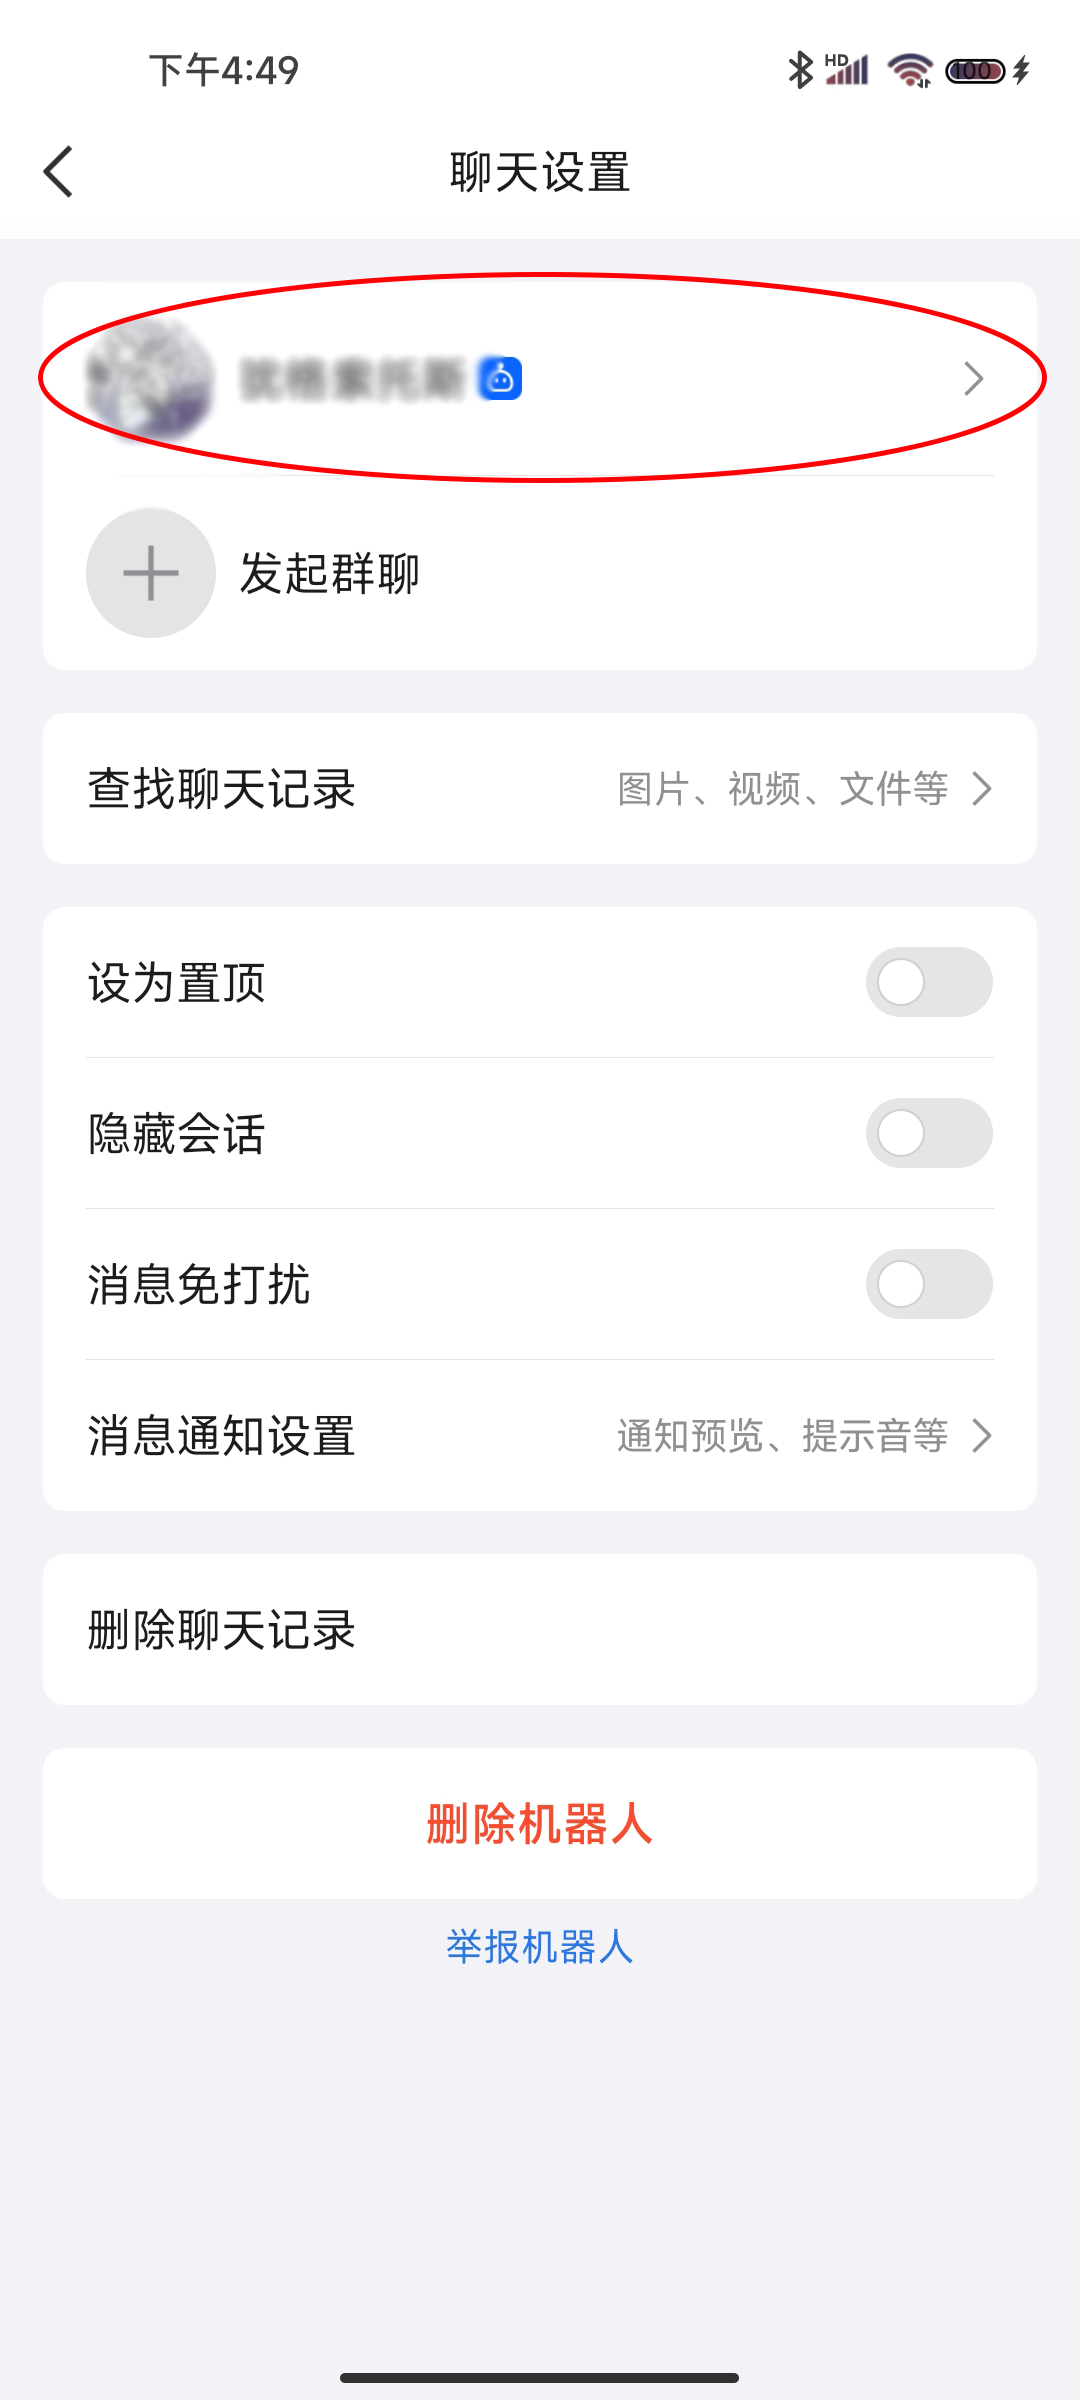 下午4:49
HD
100
聊天设置
发起群聊
查找聊天记录
图片、视频、文件等
设为置顶
隐藏会话
消息免打扰
消息通知设置
通知预览、提示音等
删除聊天记录
删除机器人
举报机器人